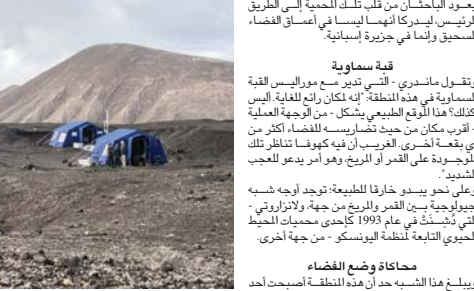 يعود الباحثان من قلب تلك المحمية إلى الطريق
الرئيس، ليدركا أنهما ليسا في أعماق الفضاء
السحيق وإنما في جزيرة إسبانية.
قبة سماوية
وتقول ماندري - التي تدير مع موراليس القبة
السماوية في هذه المنطقة: "إنه لمكان رائع للغاية. أليس
كذلك؟ هذا الموقع الطبيعي يشكل - من الوجهة العملية
- أقرب مكان من حيث تضاريسه للفضاء أكثر من
أي بقعة أخرى. الغريب أن فيه كهوفا تناظر تلك
الموجودة على القمر أو المريخ، وهو أمر يدعو للعجب
الشديد".
وعلى نحو يبدو خارقا للطبيعة؛ توجد أوجه شبه
جيولوجية بين القمر والمريخ من جهة، ولانزاروتي -
التي دُشِّنَتْ في عام 1993 كإحدى محميات المحيط
الحيوي التابعة لمنظمة اليونسكو - من جهة أخرى.
محاكاة وضع الفضاء
ويبلغ هذا الشبه حد أن هذه المنطقة أصبحت أحد